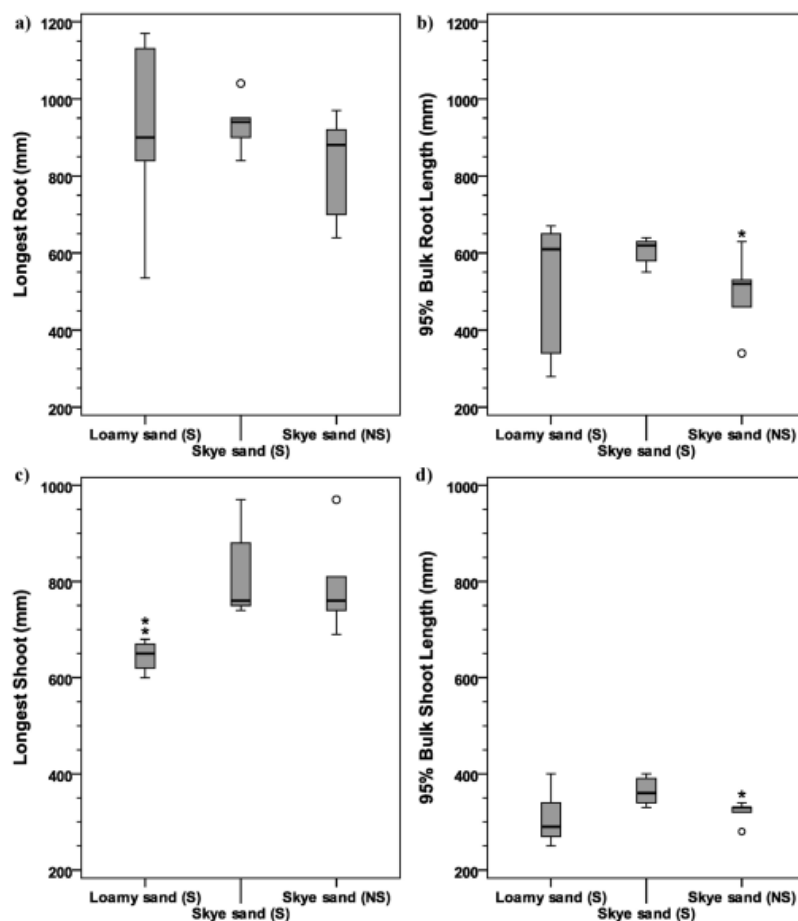 a)
Longest Root (mm)
1200
1000
800
600
400
200
Loamy sand (S)
Skye sand (S)
Skye sand (NS)
b)
95% Bulk Root Length (mm)
1200
1000
800
600
400
200
*
Loamy sand (S)
Skye sand (S)
Skye sand (NS)
c)
Longest Shoot (mm)
1000
800
600
400
200
*
*
Loamy sand (S)
Skye sand (S)
Skye sand (NS)
d)
95% Bulk Shoot Length (mm)
1000
800
600
400
200
*
Loamy sand (S)
Skye sand (S)
Skye sand (NS)